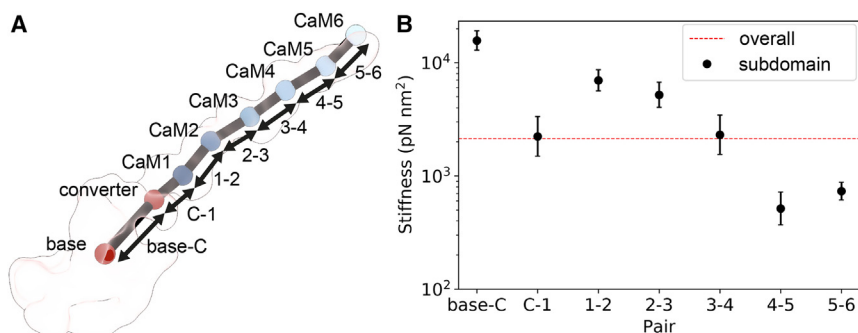 A
CaM6
CaM5
CaM4
5-6
CaM3
4-5
CaM2
3-4
CaM1
2-3
converter
1-2
C-1
base
base-C
B
overall
subdomain
Stiffness (pN nm²)
10⁴
10³
10²
base-C C-1 1-2 2-3 3-4 4-5 5-6
Pair